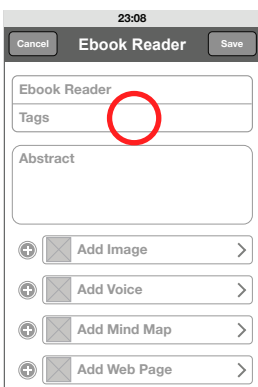 23:08
Cancel Ebook Reader Save
Ebook Reader
Tags
Abstract
Add Image
Add Voice
Add Mind Map
Add Web Page